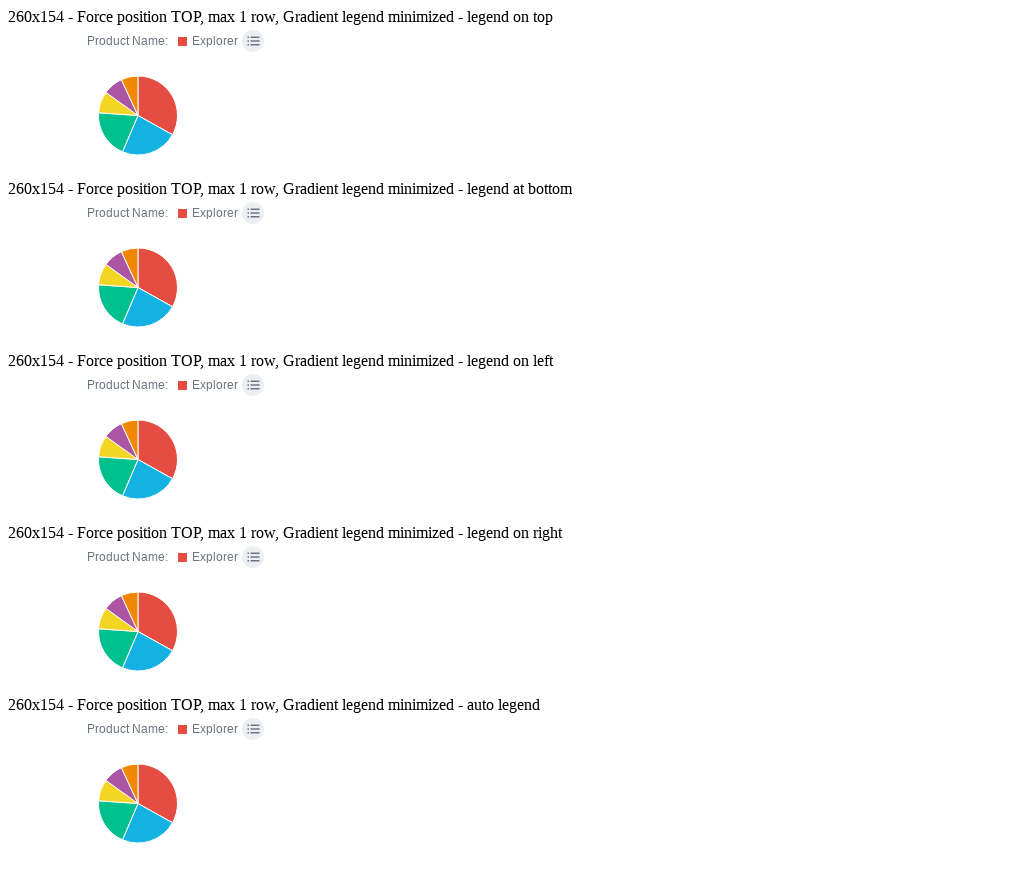 260x154 - Force position TOP, max 1 row, Gradient legend minimized - legend on top
Product Name: Explorer
260x154 - Force position TOP, max 1 row, Gradient legend minimized - legend at bottom
Product Name: Explorer
260x154 - Force position TOP, max 1 row, Gradient legend minimized - legend on left
Product Name: Explorer
260x154 - Force position TOP, max 1 row, Gradient legend minimized - legend on right
Product Name: Explorer
260x154 - Force position TOP, max 1 row, Gradient legend minimized - auto legend
Product Name: Explorer